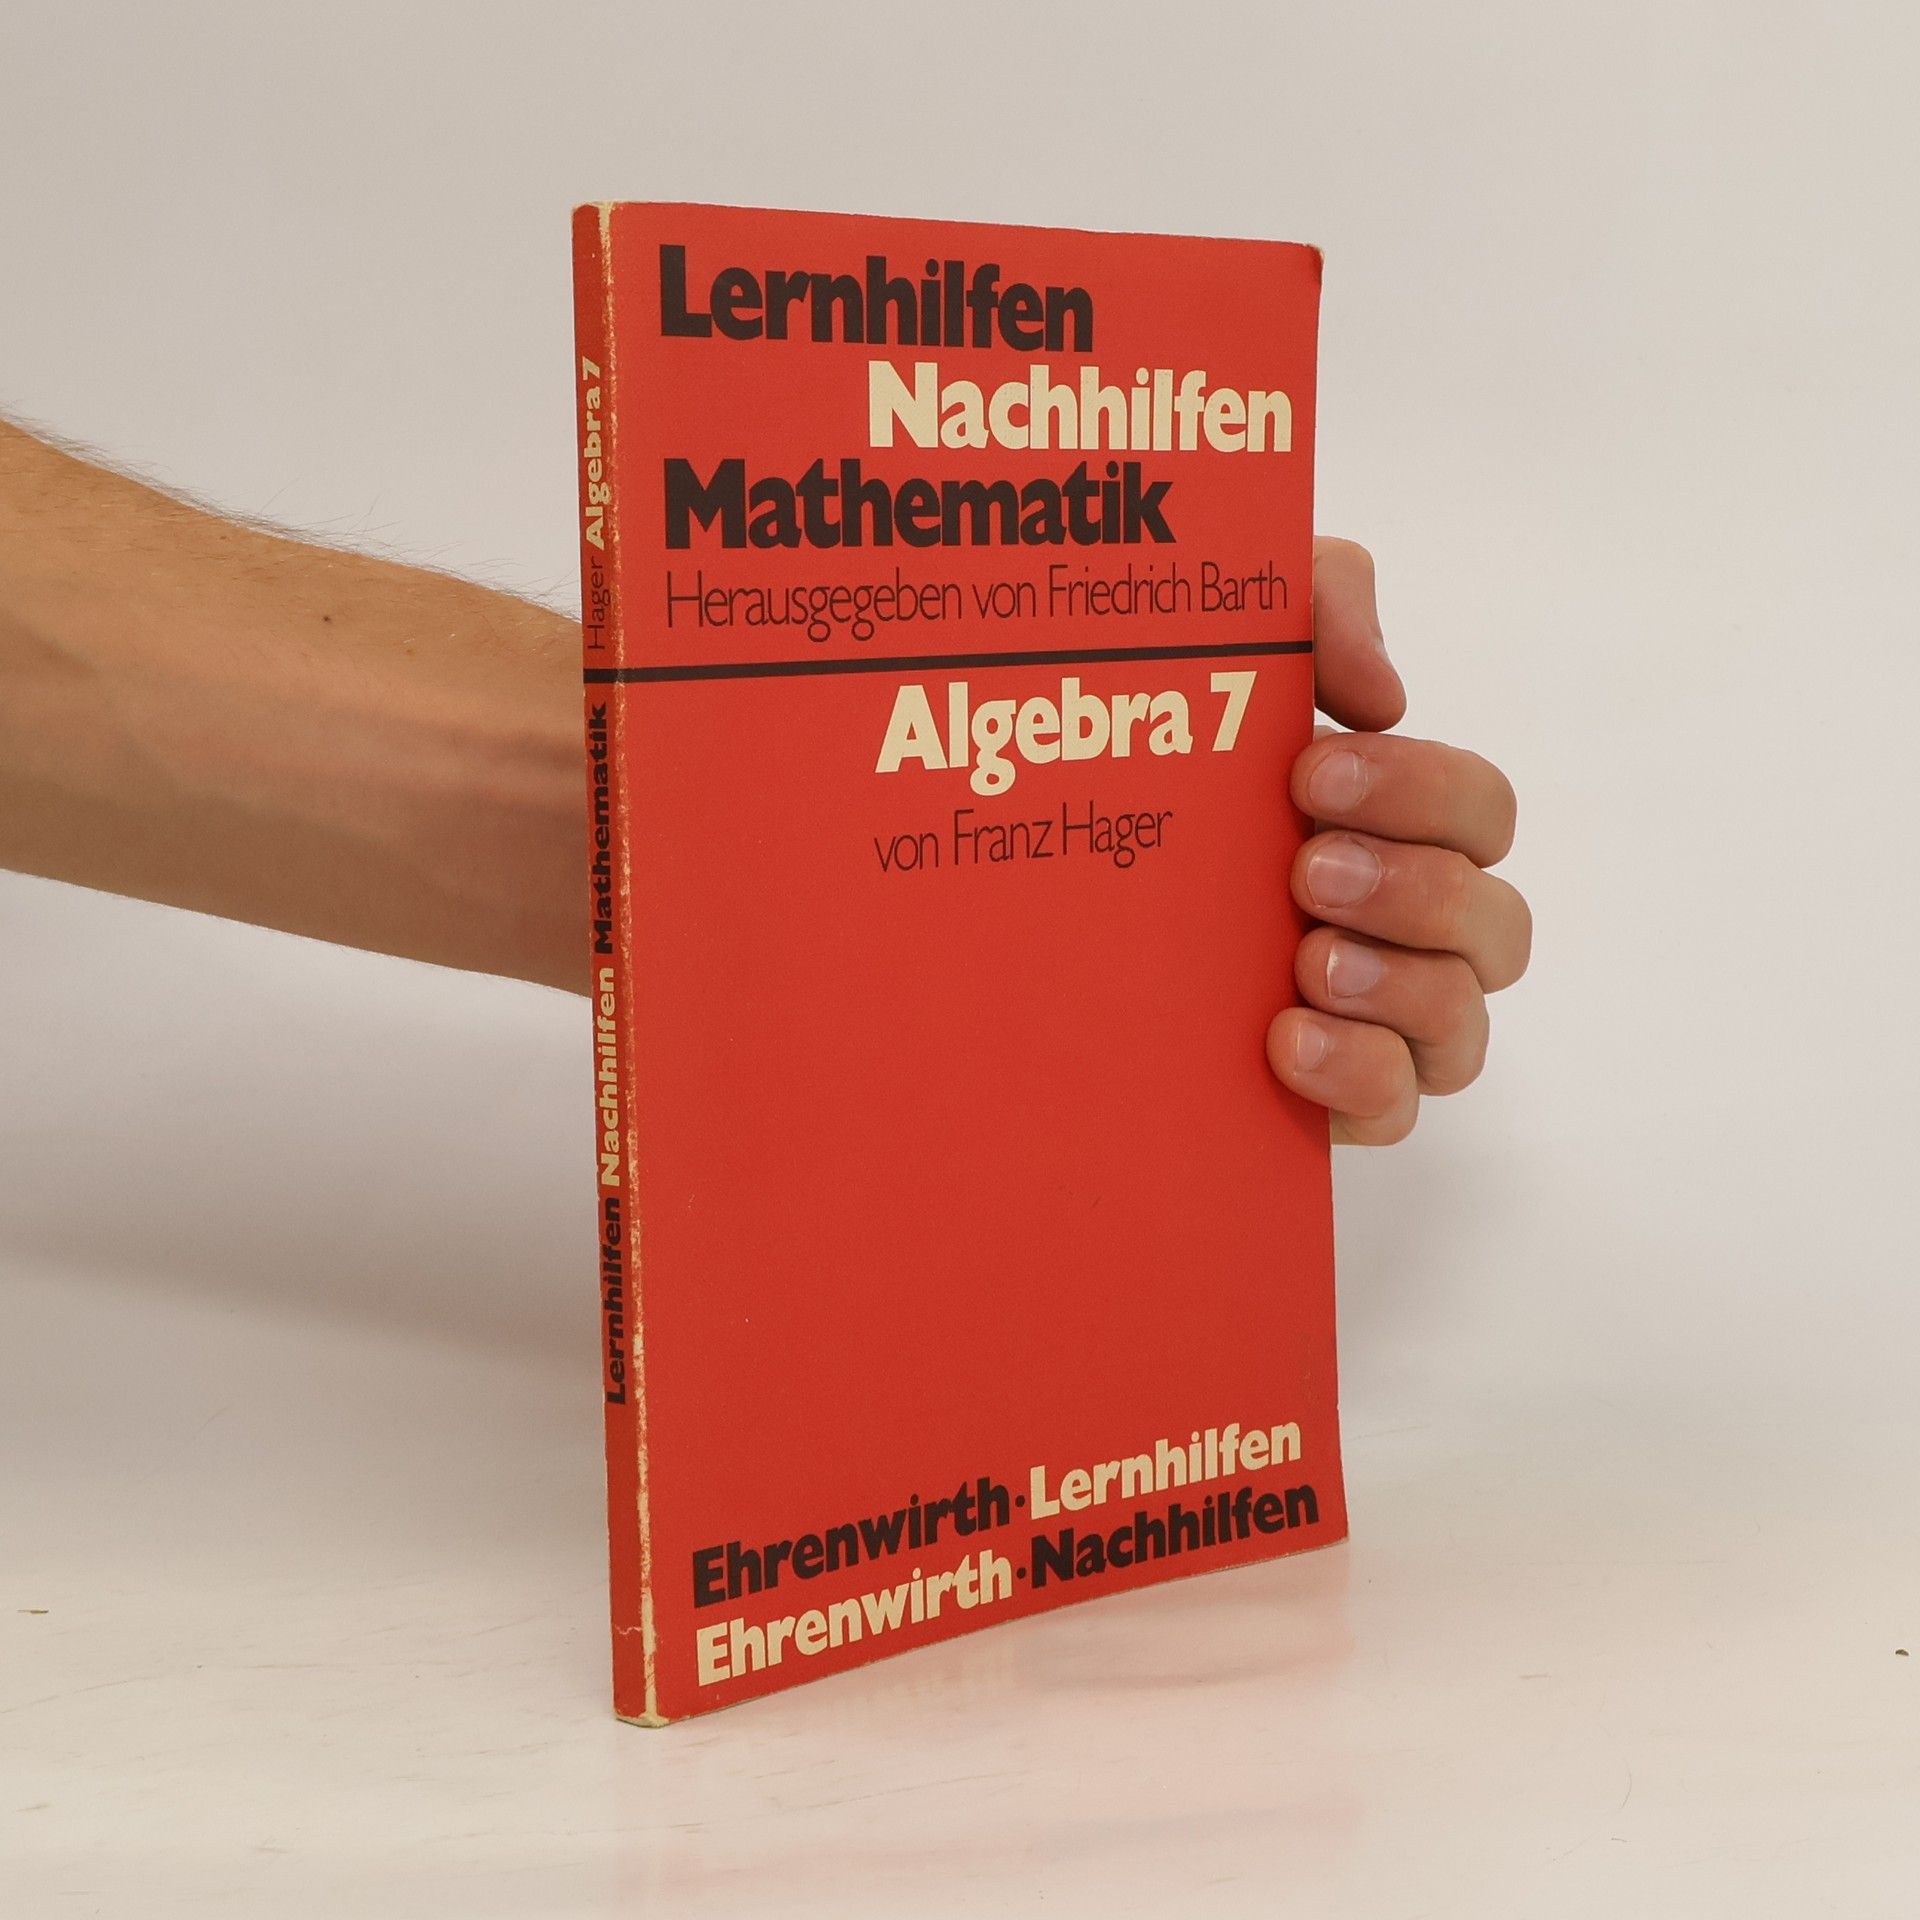 Lernhilfen
Nachhilfen
Mathematik
Herausgegeben von Friedrich Barth
Algebra 7
von Franz Hager
Ehrenwirth·Lernhilfen
Ehrenwirth·Nachhilfen
Lernhilfen Nachhilfen Mathematik Hager Algebra 7